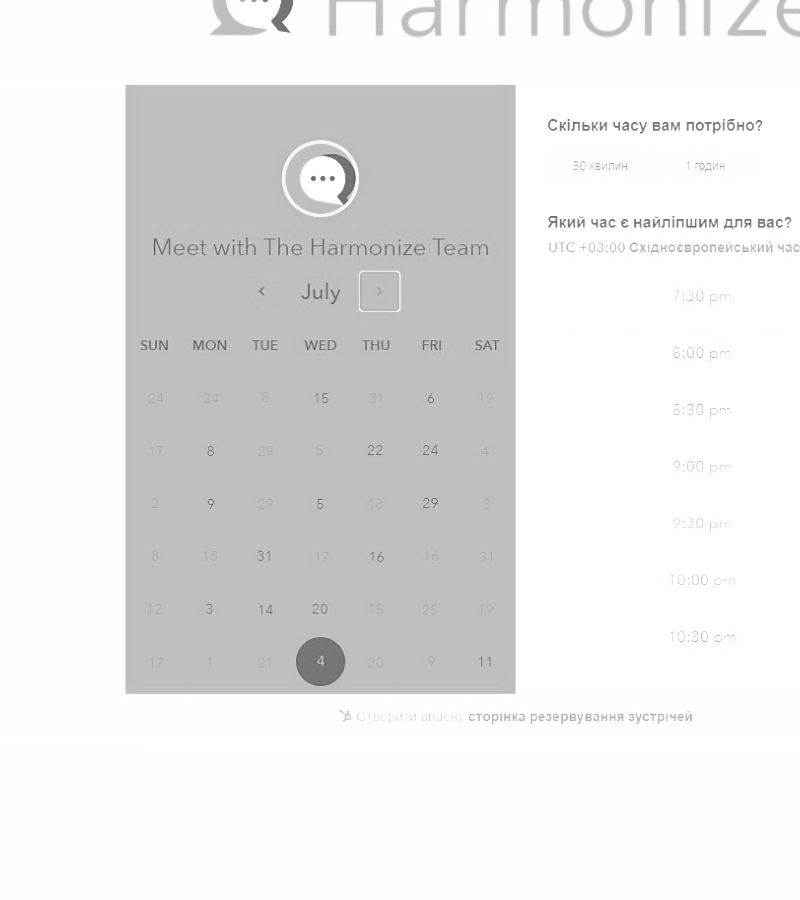 Harmonize
Meet with The Harmonize Team
July
SUN MON TUE WED THU FRI SAT
24 24 8 15 31 6 19
17 8 29 5 22 24 4
2 9 29 5 18 29 3
8 15 31 17 16 16 31
12 3 14 20 15 25 19
17 1 21 4 20 9 11
Скільки часу вам потрібно?
30 хвилин 1 годин
Який час є найліпшим для вас?
UTC +03:00 Східноєвропейський час
7:30 pm
8:00 pm
8:30 pm
9:00 pm
9:30 pm
10:00 pm
10:30 pm
Створити власну сторінка резервування зустрічей